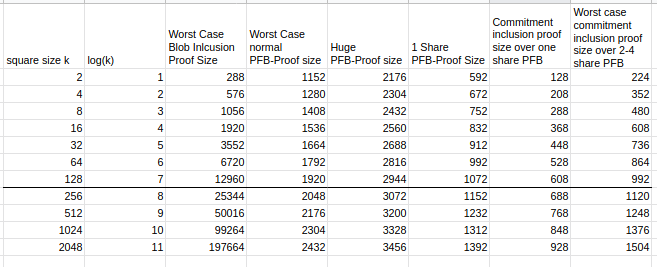 square size k log(k) Worst Case Blob Inlcusion Proof Size Worst Case normal PFB-Proof size Huge PFB-Proof size 1 Share PFB-Proof Size Commitment inclusion proof size over one share PFB Worst case commitment inclusion proof size over 2-4 share PFB
2 1 288 1152 2176 592 128 224
4 2 576 1280 2304 672 208 352
8 3 1056 1408 2432 752 288 480
16 4 1920 1536 2560 832 368 608
32 5 3552 1664 2688 912 448 736
64 6 6720 1792 2816 992 528 864
128 7 12960 1920 2944 1072 608 992
256 8 25344 2048 3072 1152 688 1120
512 9 50016 2176 3200 1232 768 1248
1024 10 99264 2304 3328 1312 848 1376
2048 11 197664 2432 3456 1392 928 1504